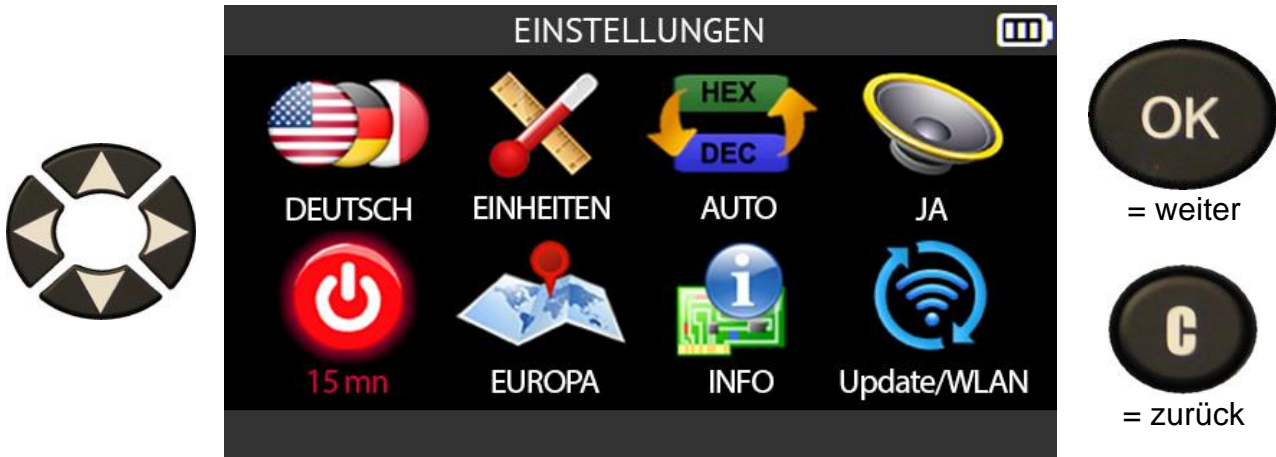 EINSTELLUNGEN
HEX
DEC
DEUTSCH EINHEITEN AUTO JA
15 mn EUROPA INFO Update/WLAN
OK
= weiter
C
= zurück